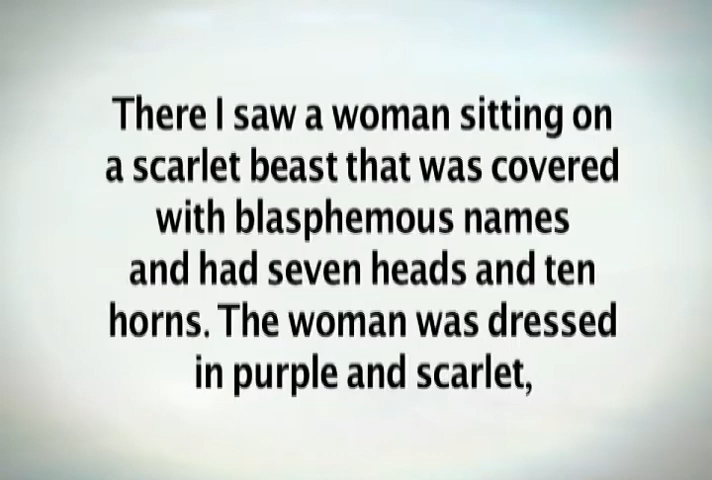 There I saw a woman sitting on
a scarlet beast that was covered
with blasphemous names
and had seven heads and ten
horns. The woman was dressed
in purple and scarlet,